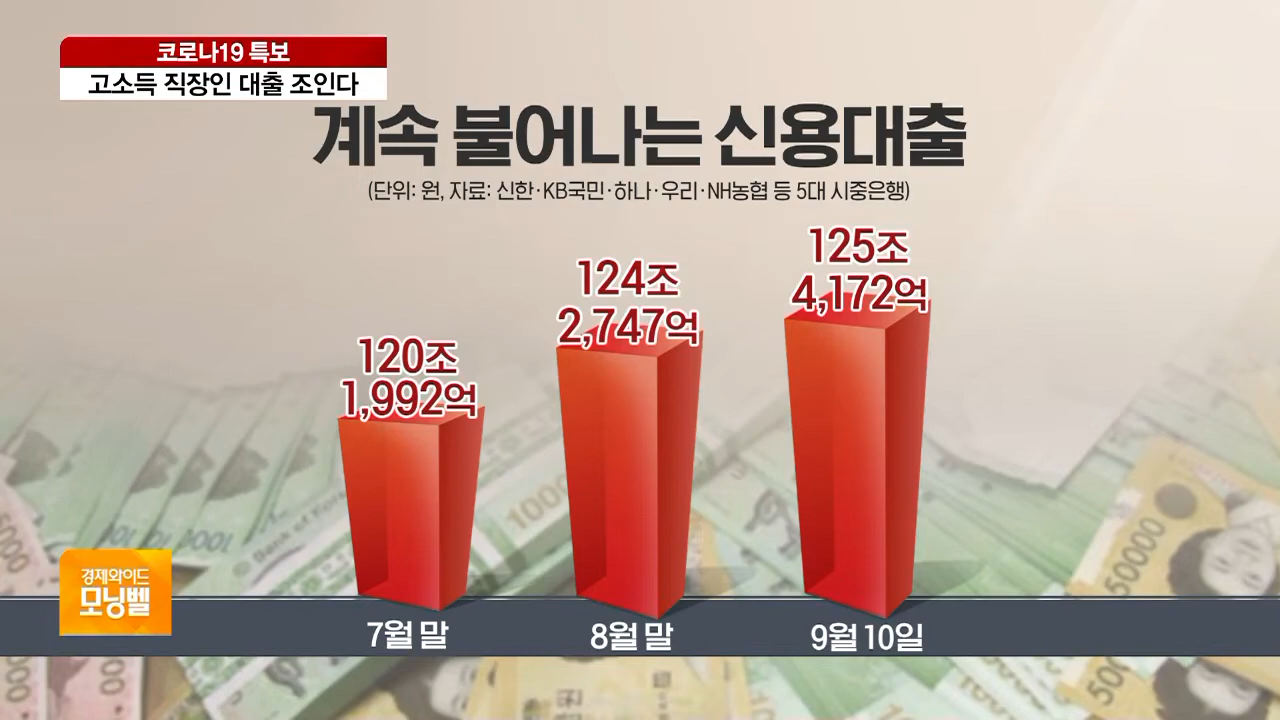 코로나19 특보
고소득 직장인 대출 조인다
계속 불어나는 신용대출
(단위: 원, 자료: 신한·KB국민·하나·우리·NH농협 등 5대 시중은행)
120조
1,992억
124조
2,747억
125조
4,172억
7월 말
8월 말
9월 10일
경제와이드
모닝벨
50000
5000
1000